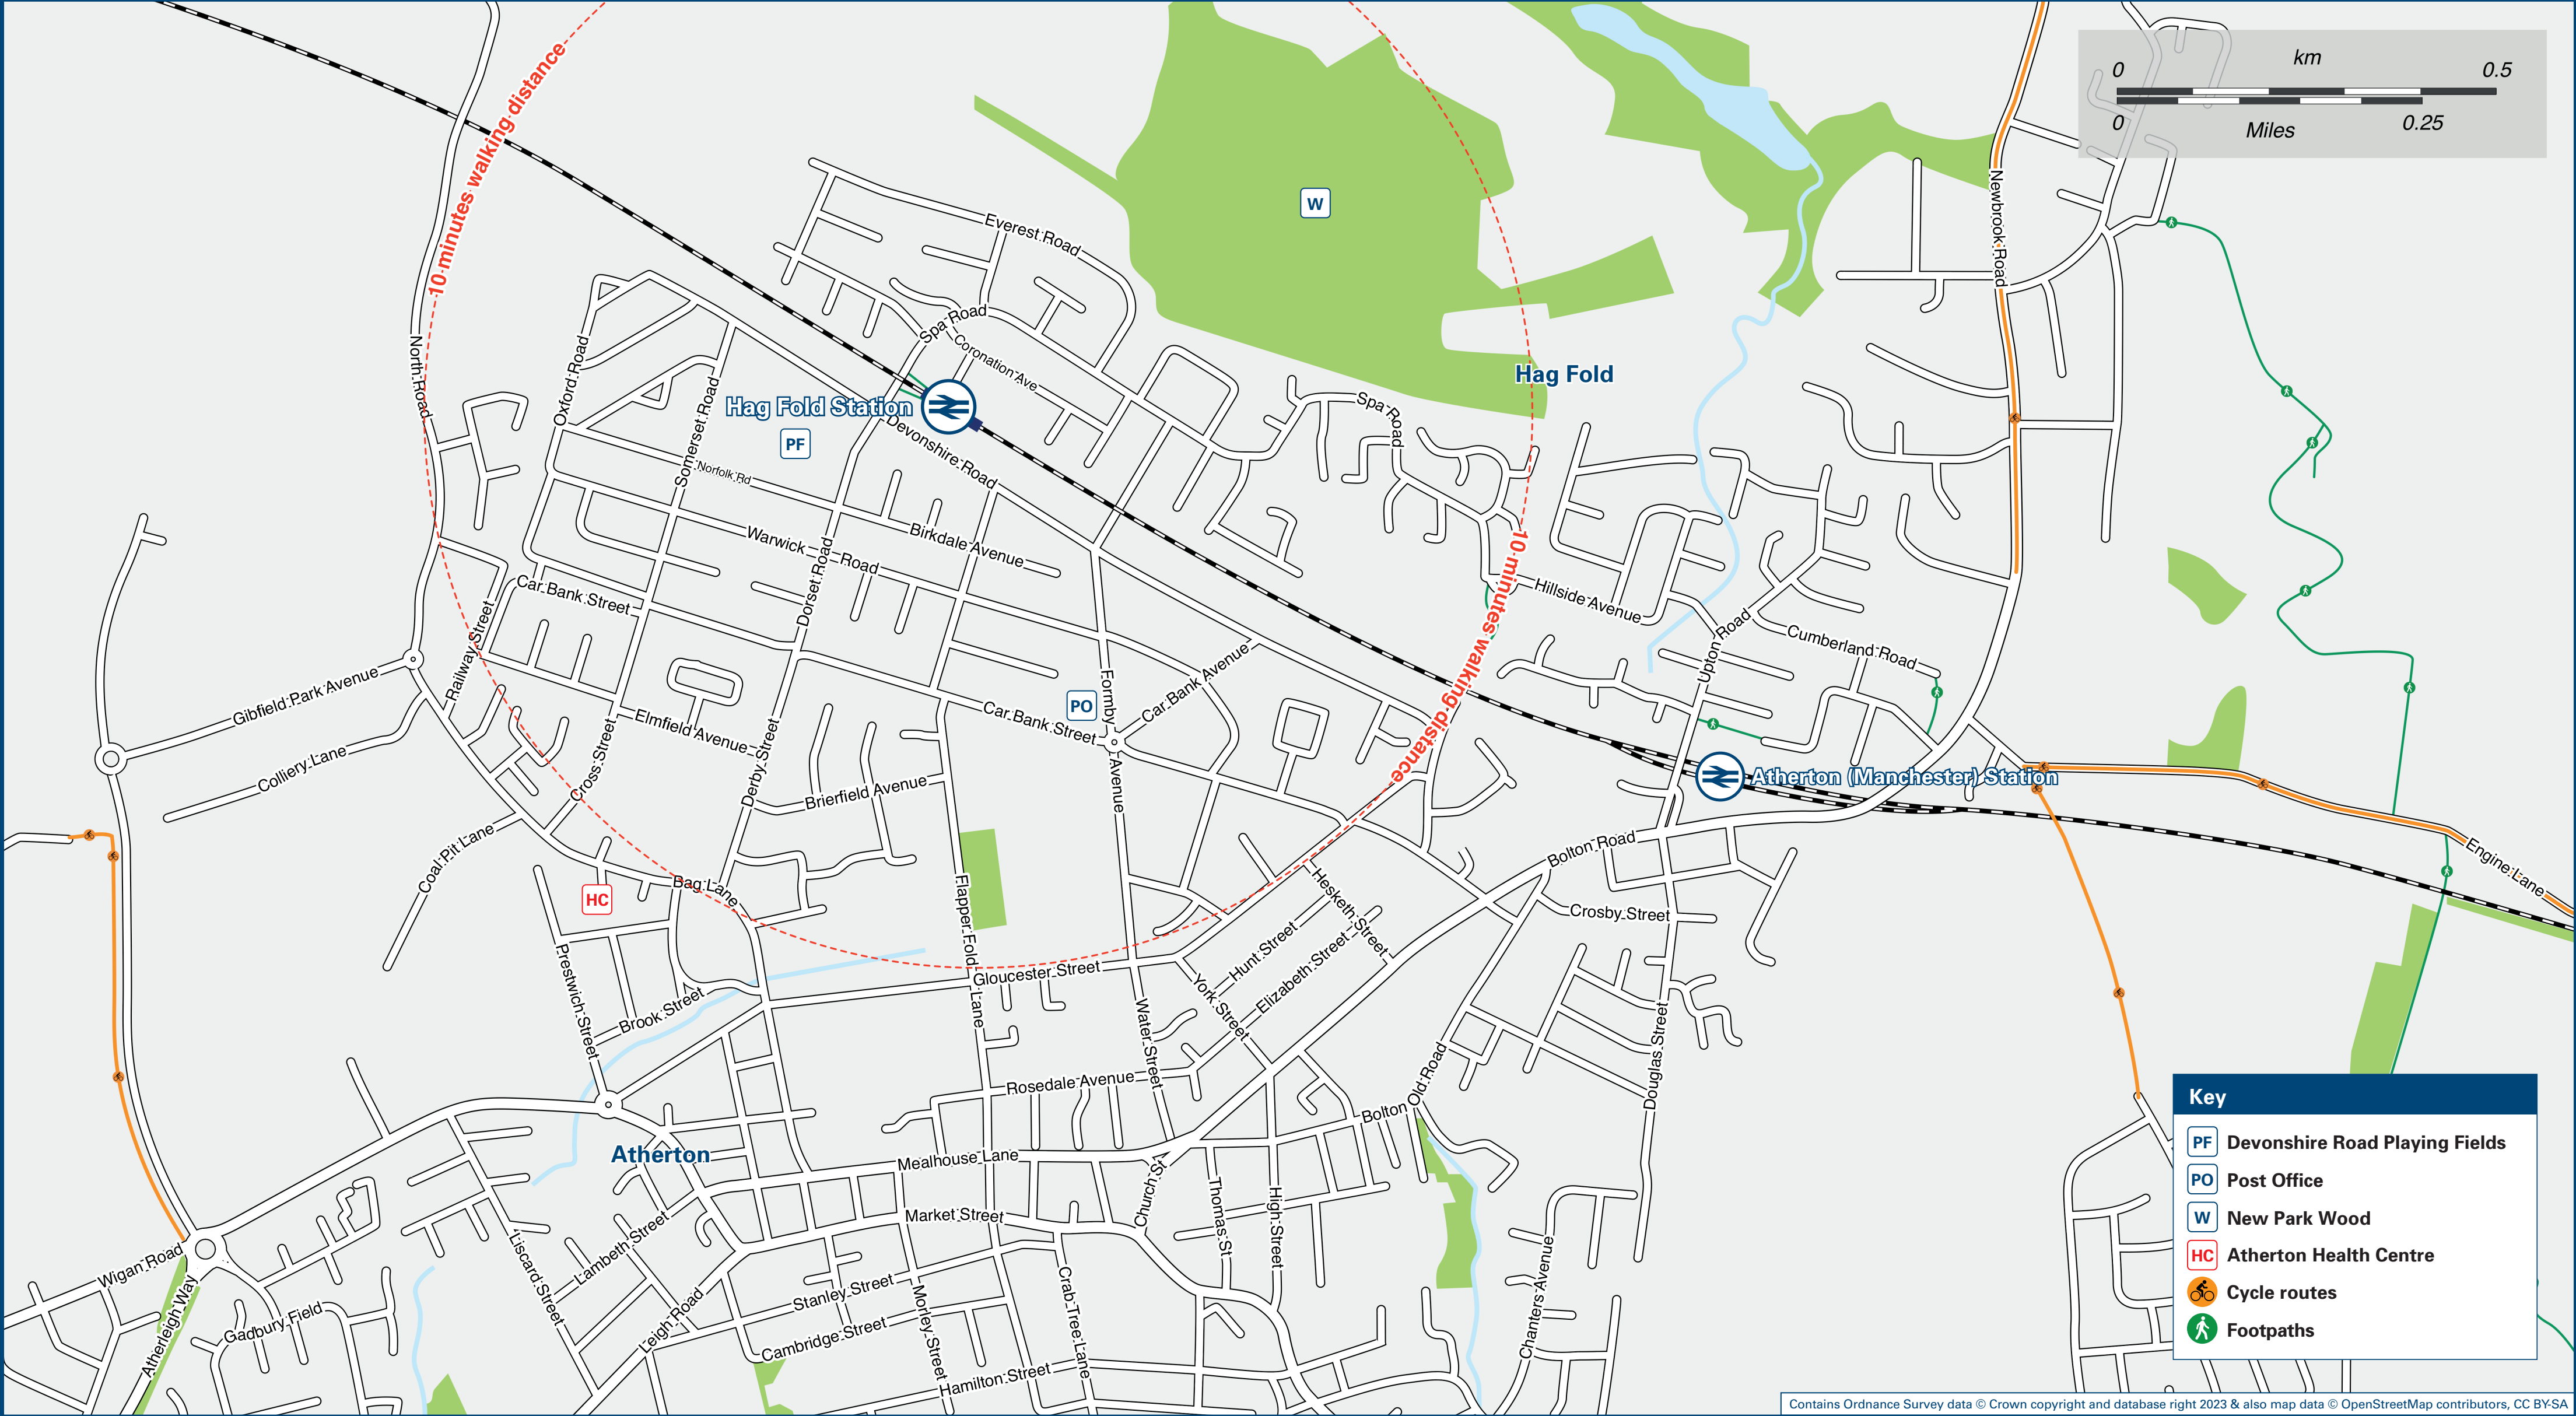 10 minutes walking distance
km
0
0.5
0
0.25
Miles
W
Newbrook Road
Everest Road
Spa Road
Coronation Ave
North Road
Oxford Road
Somerset Road
Hag Fold Station
PF
Devonshire Road
Hag Fold
Spa Road
Norfolk Rd
Warwick Road
Birkdale Avenue
Dorset Road
Car Bank Street
10 minutes walking distance
Hillside Avenue
Upton Road
Cumberland Road
Railway Street
Gibfield Park Avenue
Colliery Lane
Formby Avenue
PO
Car Bank Avenue
Car Bank Street
Elmfield Avenue
Cross Street
Derby Street
Brierfield Avenue
Atherton (Manchester) Station
Coal Pit Lane
Bolton Road
Engine Lane
Bag Lane
HC
Flapper Fold Lane
Hesketh Street
Crosby Street
Hunt Street
Elizabeth Street
Gloucester Street
York Street
Prestwich Street
Brook Street
Water Street
Douglas Street
Rosedale Avenue
Bolton Old Road
Atherton
Mealhouse Lane
Church St
Thomas St
High Street
Market Street
Wigan Road
Atherleigh Way
Gadbury Field
Liscard Street
Lambeth Street
Leigh Road
Stanley Street
Cambridge Street
Morley Street
Crab Tree Lane
Hamilton Street
Chanters Avenue
Key
PF Devonshire Road Playing Fields
PO Post Office
W New Park Wood
HC Atherton Health Centre
Cycle routes
Footpaths
Contains Ordnance Survey data © Crown copyright and database right 2023 & also map data © OpenStreetMap contributors, CC BY-SA